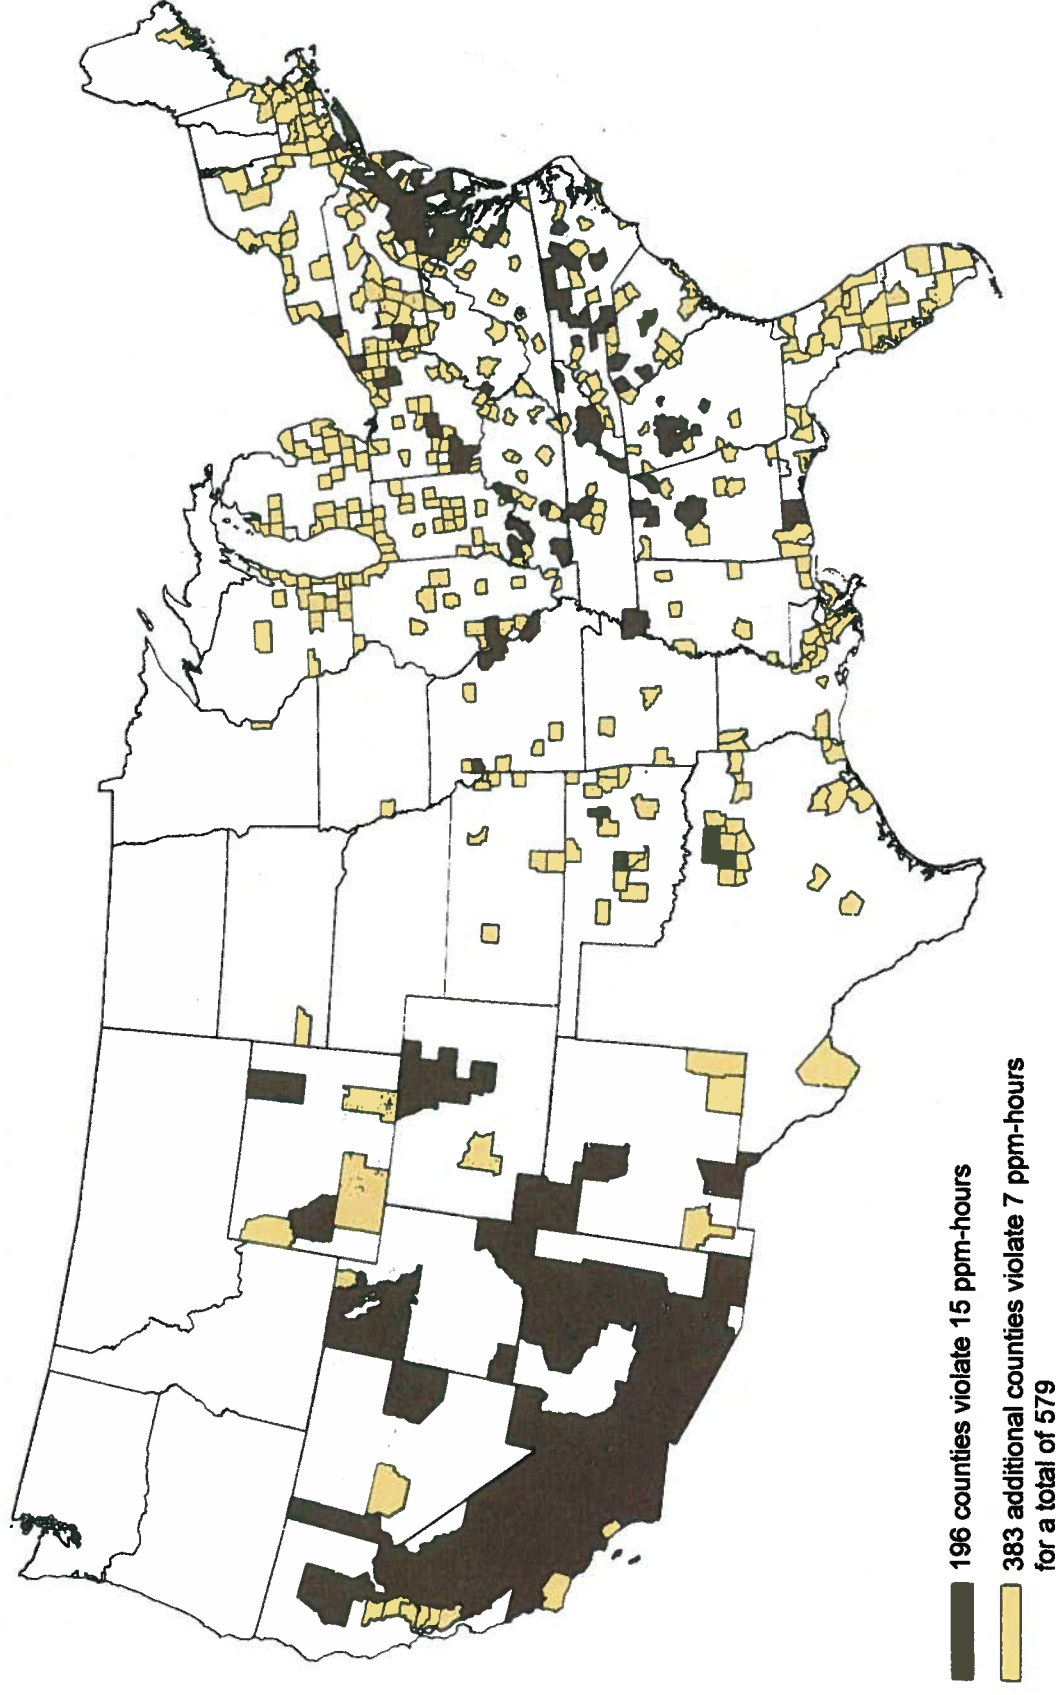 196 counties violate 15 ppm-hours
383 additional counties violate 7 ppm-hours
for a total of 579